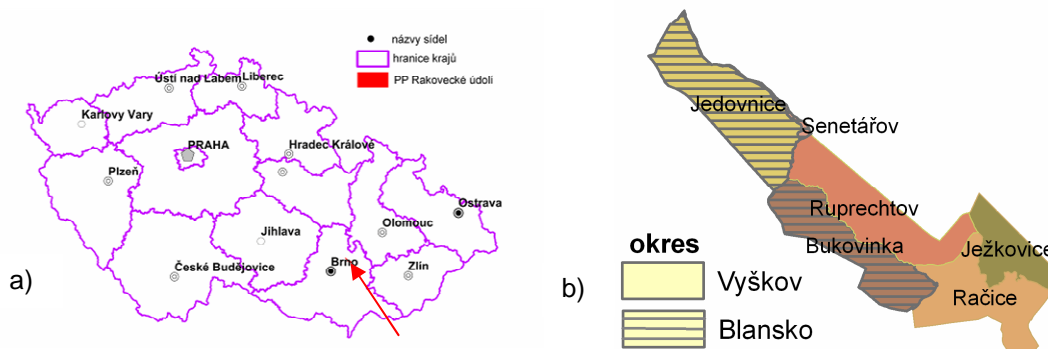 názvy sídel
hranice krajů
PP Rakovecké údolí
Ústí nad Labem
Liberec
Karlovy Vary
PRAHA
Hradec Králové
Plzeň
Ostrava
Olomouc
Jihlava
Brno
Zlín
České Budějovice
a)
Jedovnice
Senetářov
Ruprechtov
Bukovinka
Ježkovice
Račice
okres
Vyškov
Blansko
b)